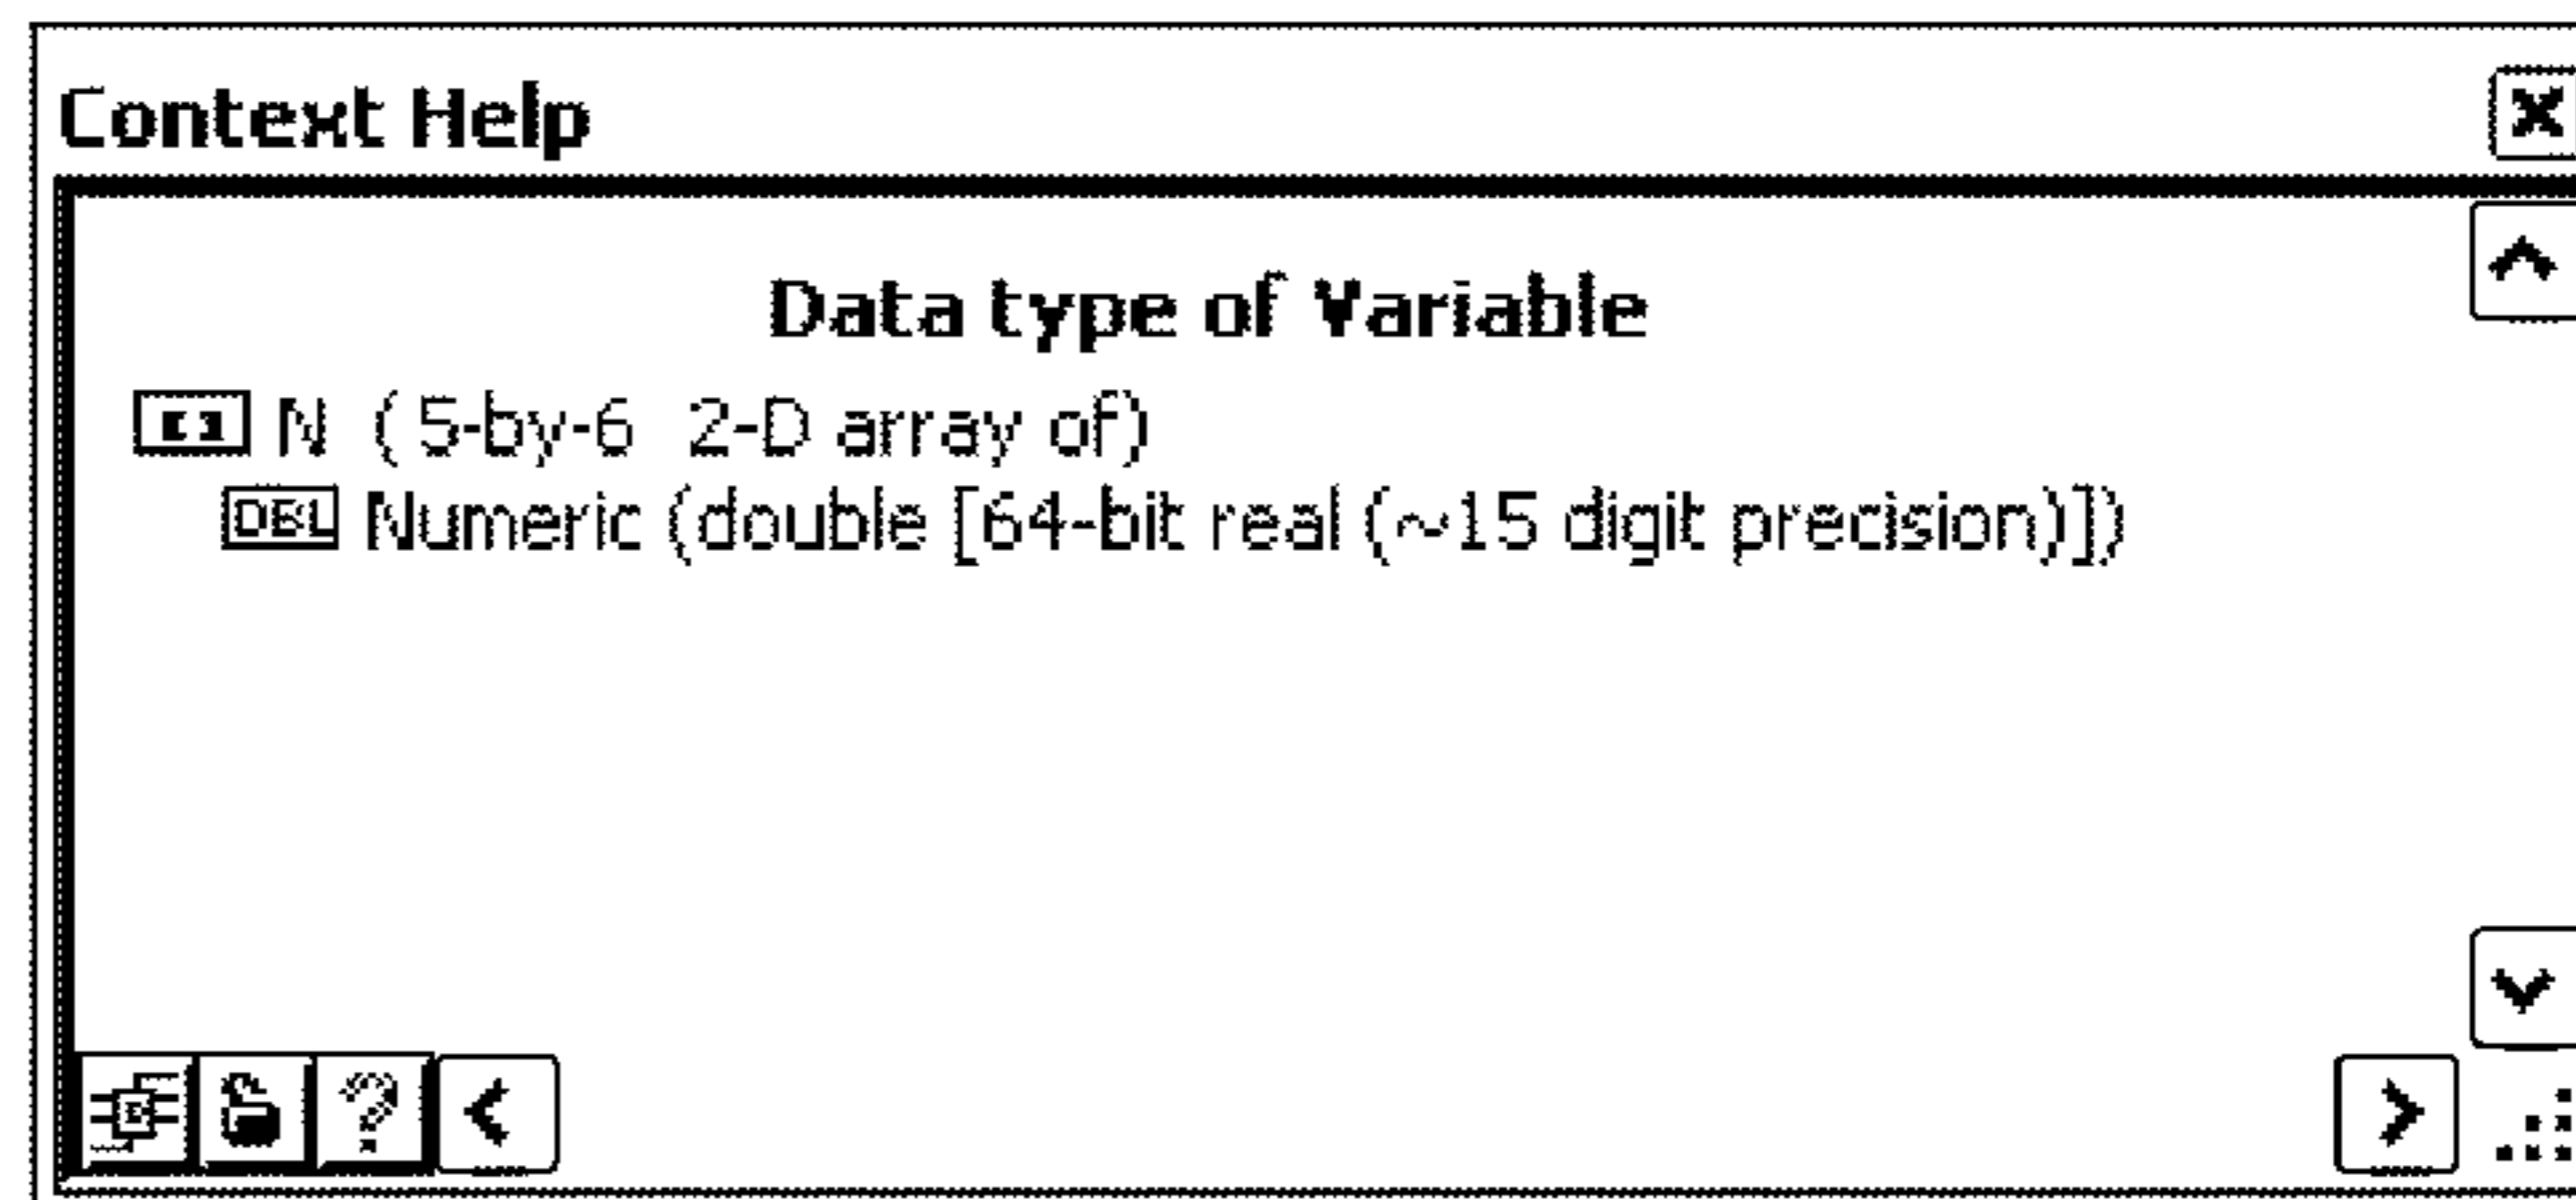 Context Help
Data type of Variable
N (5-by-6 2-D array of)
DBL Numeric (double [64-bit real (~15 digit precision)])